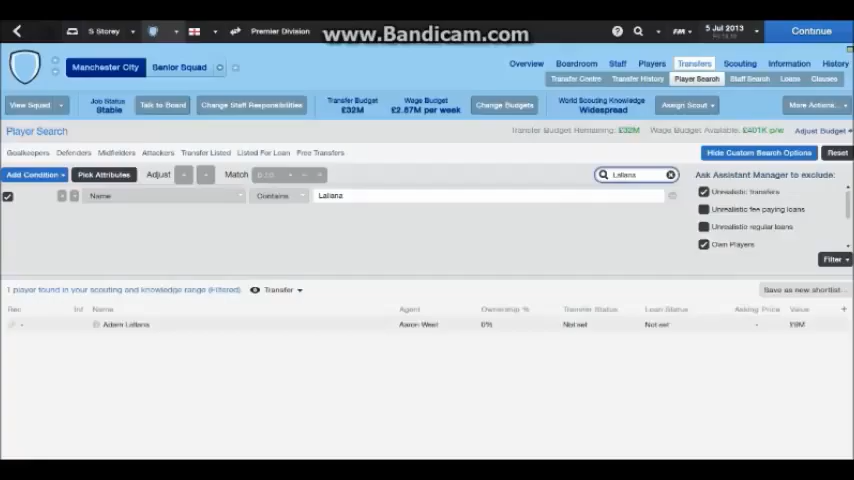 S Storey
Premier Division
www.Bandicam.com
FM
5 Jul 2013
Continue
Manchester City
Senior Squad
Overview Boardroom Staff Players Transfers Scouting Information History
Transfer Centre Transfer History Player Search Staff Search Loans Clauses
View Squad
Job Status
Stable
Talk to Board
Change Staff Responsibilities
Transfer Budget
£32M
Wage Budget
£2.87M per week
Change Budgets
World Scouting Knowledge
Widespread
Assign Scout
More Actions...
Player Search
Transfer Budget Remaining: £32M Wage Budget Available: £401K p/w Adjust Budget
Goalkeepers Defenders Midfielders Attackers Transfer Listed Listed For Loan Free Transfers
Hide Custom Search Options Reset
Add Condition Pick Attributes Adjust Match
Lallana
Ask Assistant Manager to exclude:
Name Contains Lallana
Unrealistic transfers
Unrealistic fee paying loans
Unrealistic regular loans
Own Players
Filter
1 player found in your scouting and knowledge range (Filtered). Transfer
Save as new shortlist...
Rec Inf Name Agent Ownership % Transfer Status Loan Status Asking Price Value +
- Adam Lallana Aaron West 0% Not set Not set - £9M